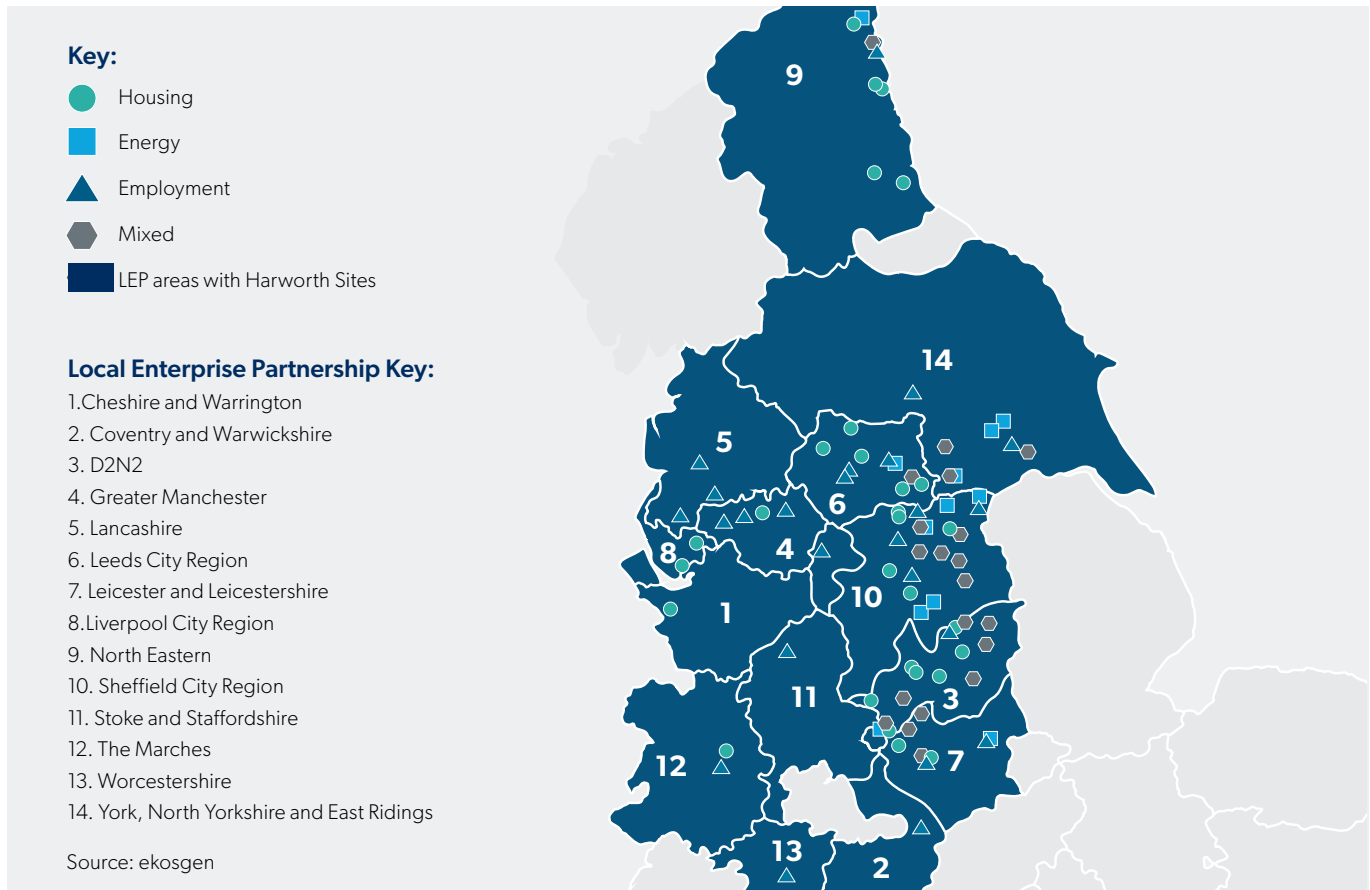 Key:
Housing
Energy
Employment
Mixed
LEP areas with Harworth Sites
Local Enterprise Partnership Key:
1.Cheshire and Warrington
2. Coventry and Warwickshire
3. D2N2
4. Greater Manchester
5. Lancashire
6. Leeds City Region
7. Leicester and Leicestershire
8.Liverpool City Region
9. North Eastern
10. Sheffield City Region
11. Stoke and Staffordshire
12. The Marches
13. Worcestershire
14. York, North Yorkshire and East Ridings
Source: ekosgen
9
14
5
6
8
4
10
1
11
3
12
7
13
2